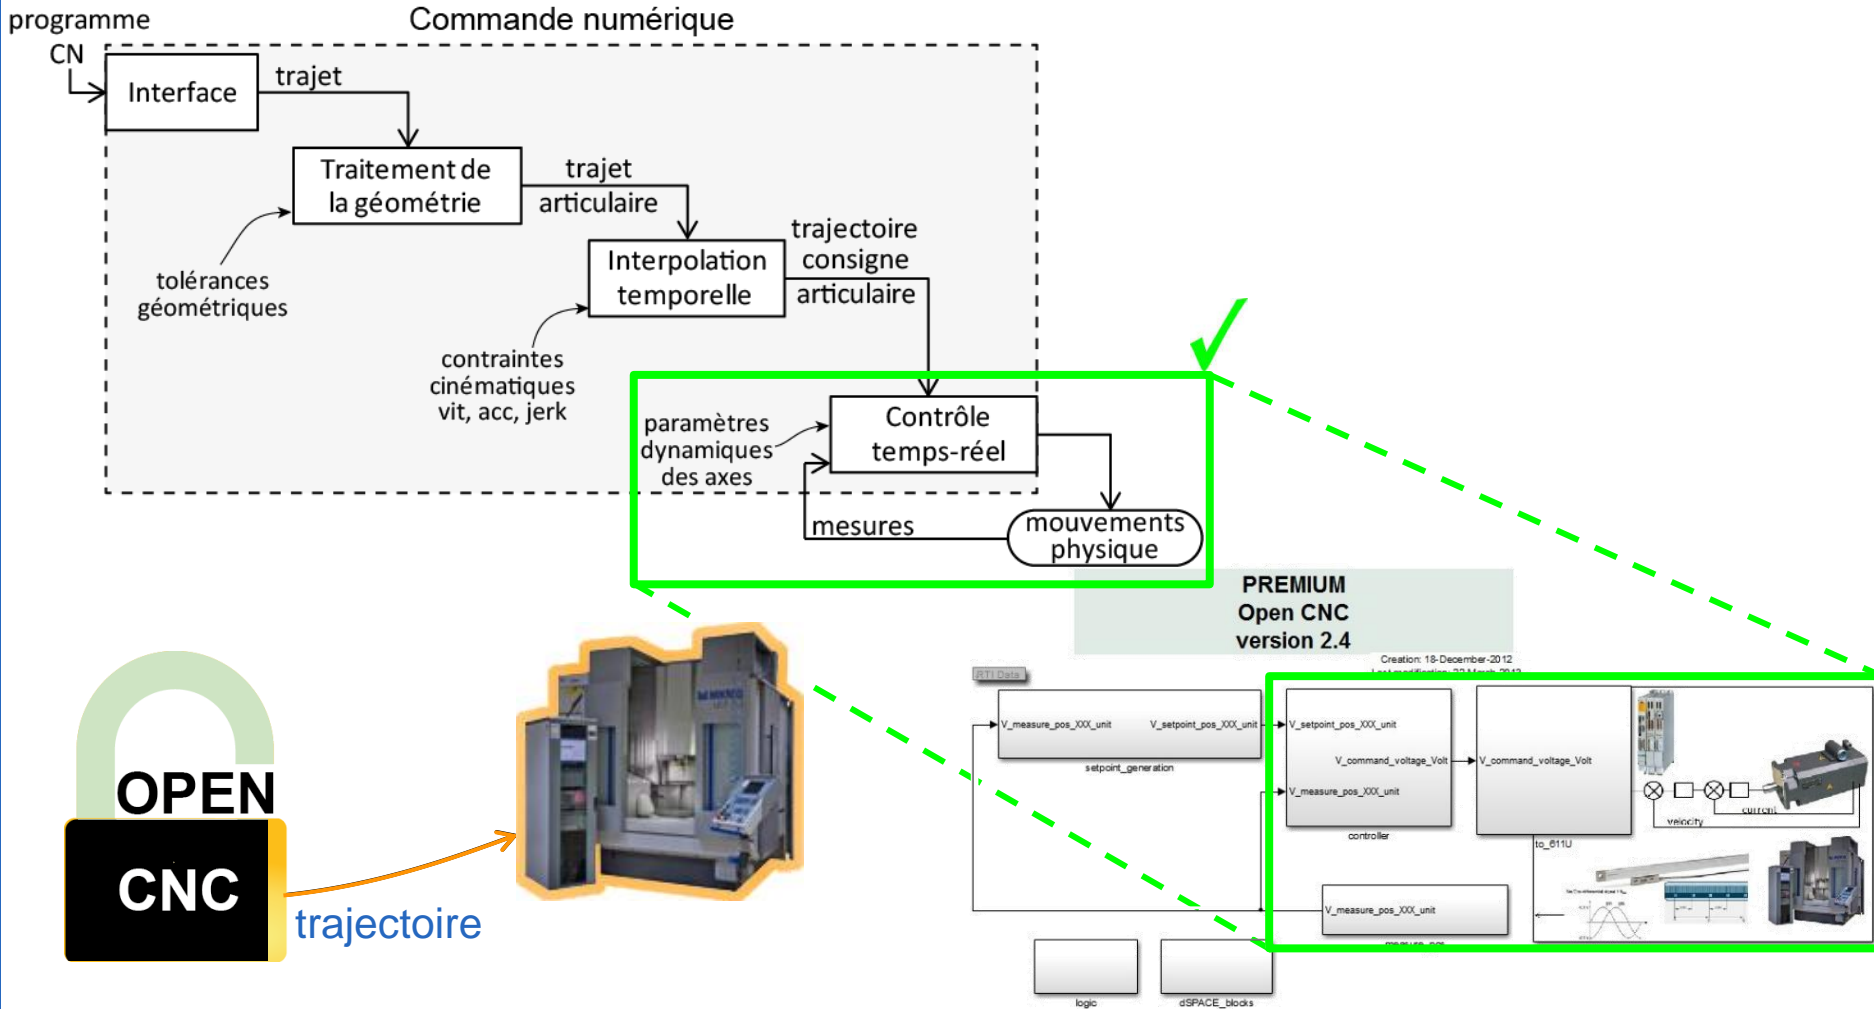 programme
CN
Commande numérique
Interface
trajet
Traitement de
la géométrie
trajet
articulaire
tolérances
géométriques
Interpolation
temporelle
trajectoire
consigne
articulaire
contraintes
cinématiques
vit, acc, jerk
paramètres
dynamiques
des axes
Contrôle
temps-réel
mesures
mouvements
physique
PREMIUM
Open CNC
version 2.4
Creation: 18-December-2012
RTI Data
V_measure_pos_XXX_unit
V_setpoint_pos_XXX_unit
setpoint_generation
V_setpoint_pos_XXX_unit
V_command_voltage_Volt
V_measure_pos_XXX_unit
controller
V_command_voltage_Volt
to_611U
velocity
current
V_measure_pos_XXX_unit
logic
dSPACE_blocks
OPEN
CNC
trajectoire